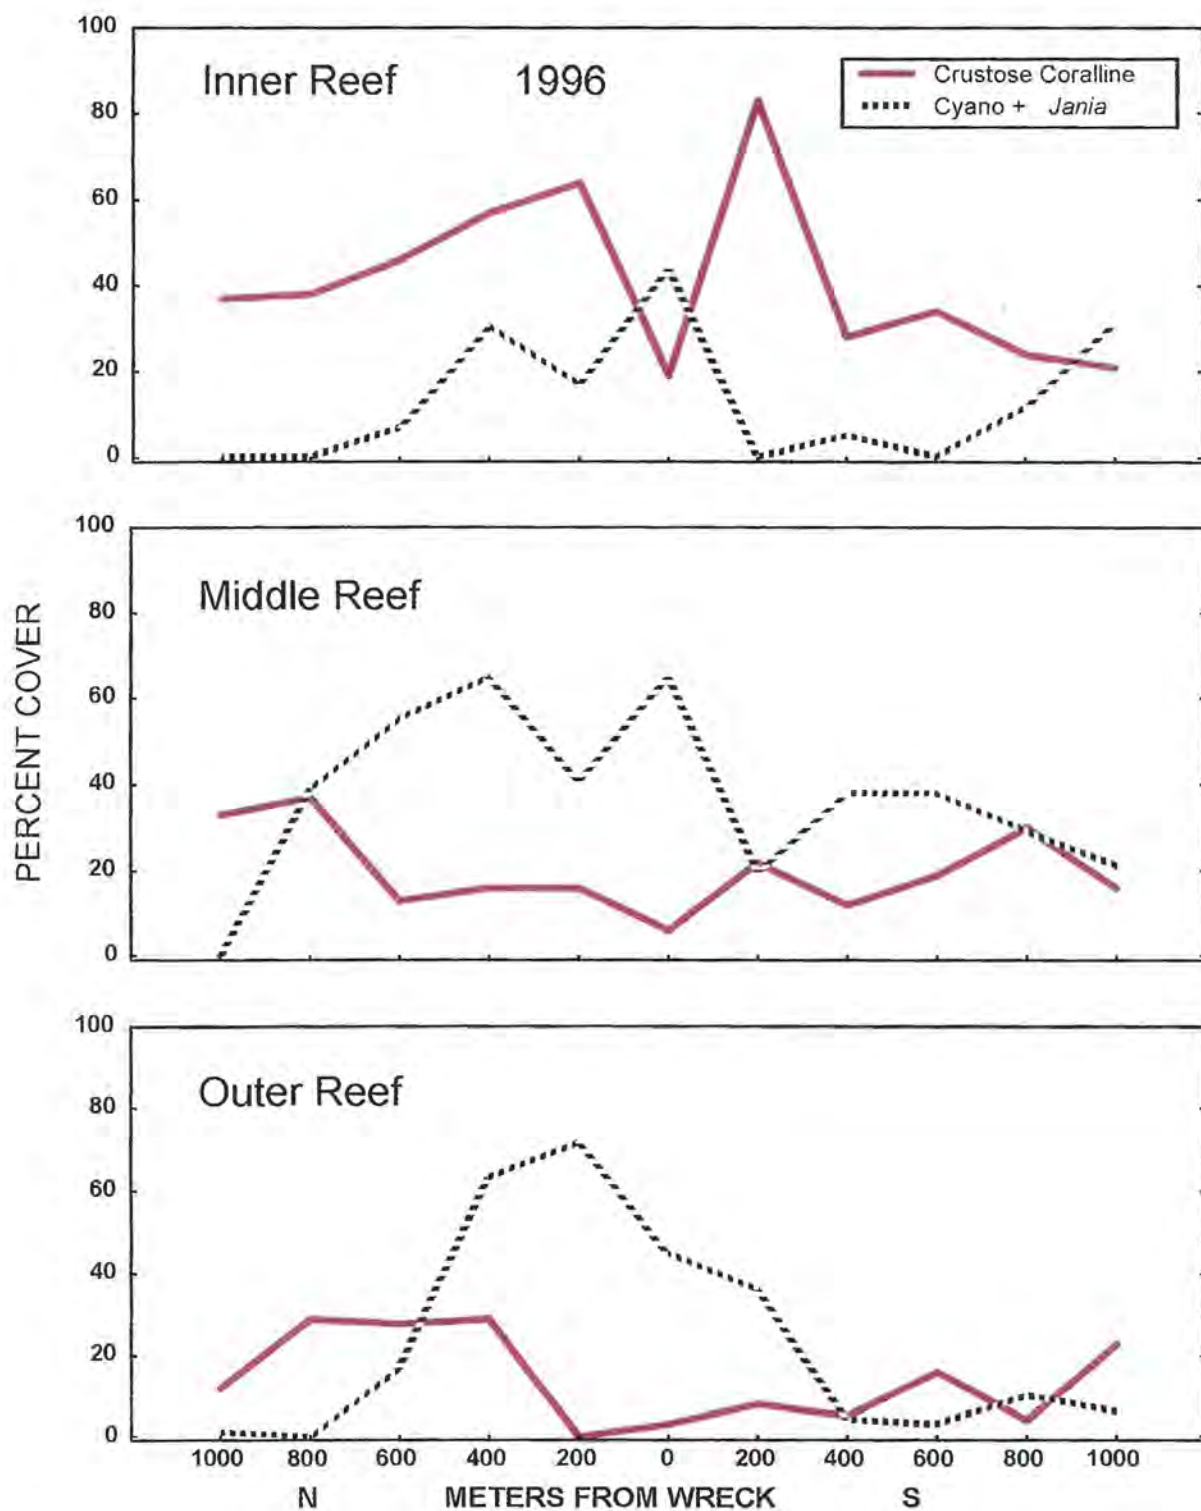 100
Inner Reef 1996
Crustose Coralline
Cyano + Jania
80
60
40
20
0
100
Middle Reef
80
60
40
20
0
PERCENT COVER
100
Outer Reef
80
60
40
20
0
1000 800 600 400 200 0 200 400 600 800 1000
N METERS FROM WRECK S